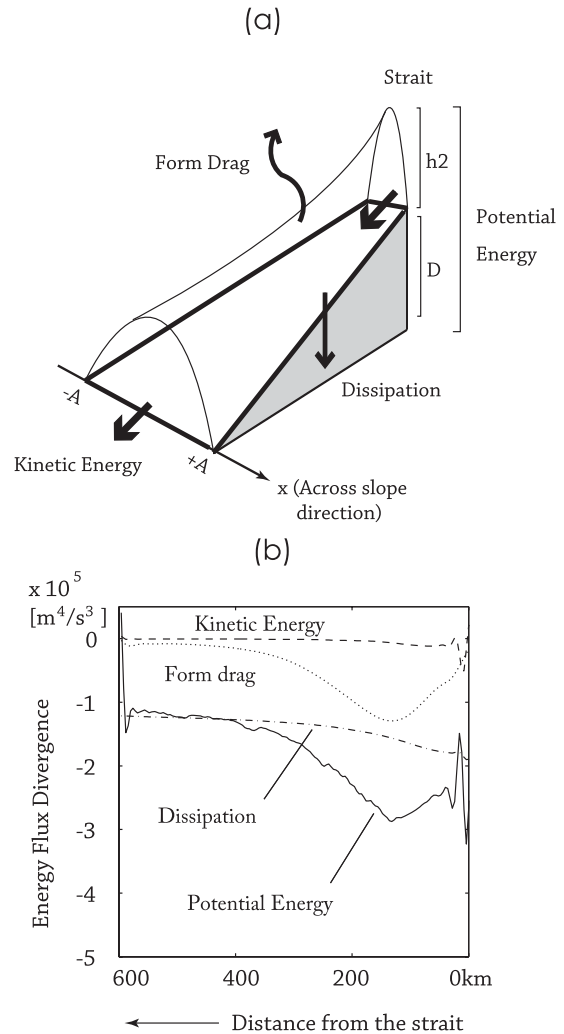 (a)
Strait
Form Drag
h2
Potential
Energy
D
Dissipation
-A
Kinetic Energy
+A
x (Across slope
direction)
(b)
x 10 5
[m4/s3 ]
Kinetic Energy
0
Form drag
-1
-2
Dissipation
-3
Potential Energy
-4
-5
Energy Flux Divergence
600 400 200 0km
Distance from the strait